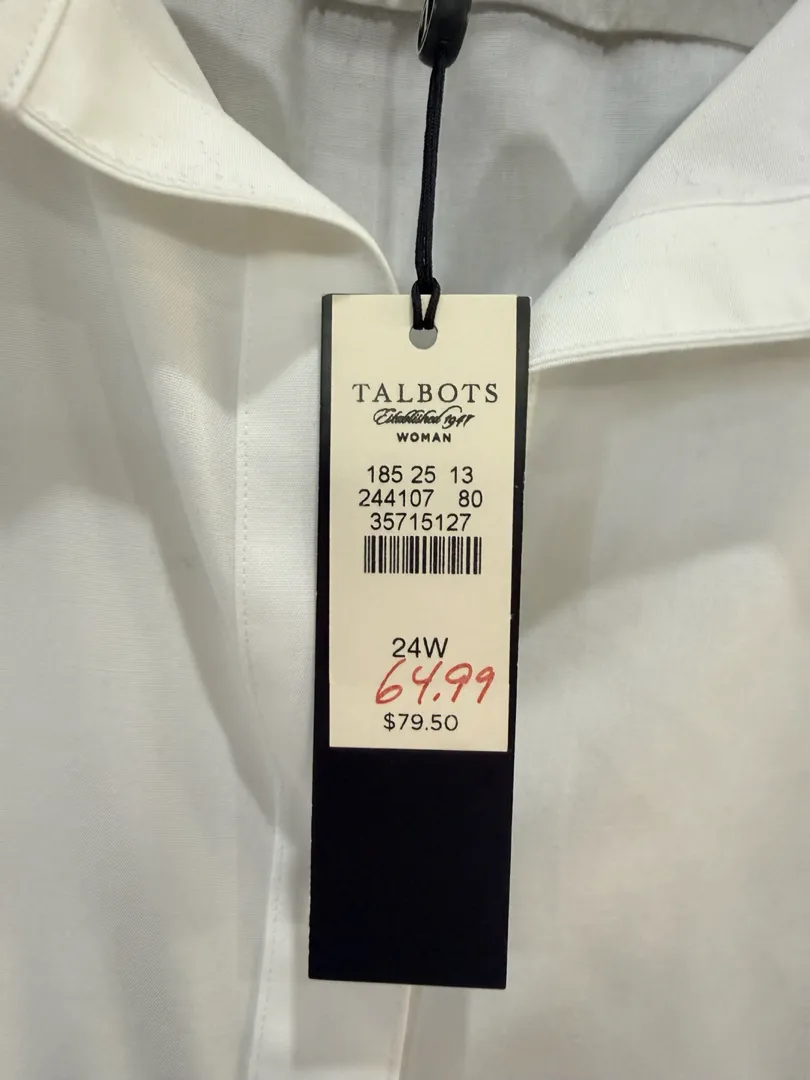 TALBOTS
Established 1947
WOMAN
185 25 13
244107 80
35715127
24W
64.99
$79.50